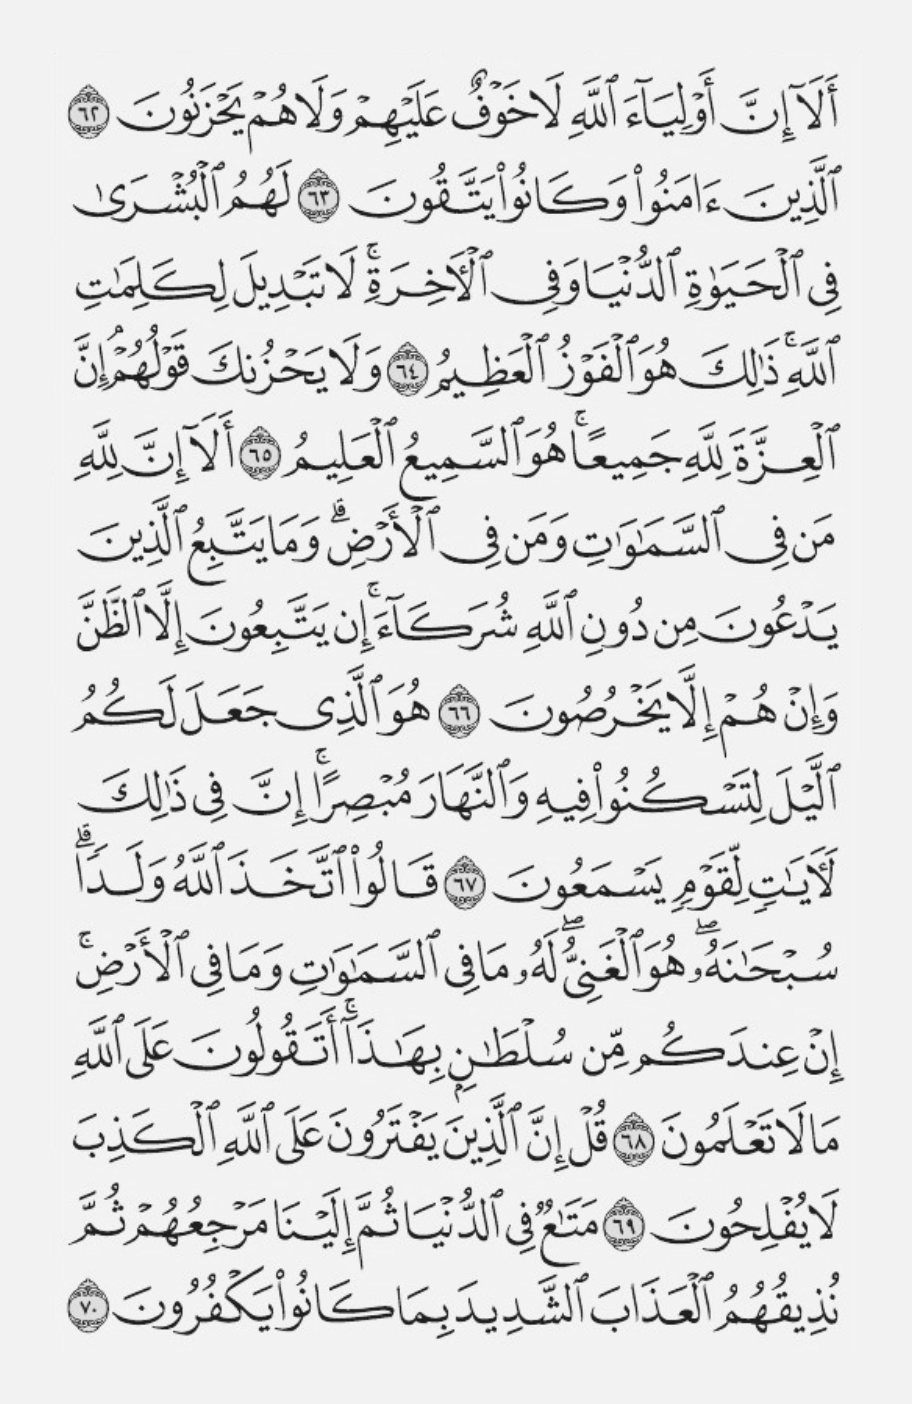 أَلَآ إِنَّ أَوْلِيَآءَ ٱللَّهِ لَا خَوْفٌ عَلَيْهِمْ وَلَا هُمْ يَحْزَنُونَ ٦٢
ٱلَّذِينَ ءَامَنُوا۟ وَكَانُوا۟ يَتَّقُونَ ٦٣ لَهُمُ ٱلْبُشْرَىٰ
فِى ٱلْحَيَوٰةِ ٱلدُّنْيَا وَفِى ٱلْـَٔاخِرَةِ ۚ لَا تَبْدِيلَ لِكَلِمَـٰتِ
ٱللَّهِ ۚ ذَٰلِكَ هُوَ ٱلْفَوْزُ ٱلْعَظِيمُ ٦٤ وَلَا يَحْزُنكَ قَوْلُهُمْ ۘ إِنَّ
ٱلْعِزَّةَ لِلَّهِ جَمِيعًا ۚ هُوَ ٱلسَّمِيعُ ٱلْعَلِيمُ ٦٥ أَلَآ إِنَّ لِلَّهِ
مَن فِى ٱلسَّمَـٰوَٰتِ وَمَن فِى ٱلْأَرْضِ ۗ وَمَا يَتَّبِعُ ٱلَّذِينَ
يَدْعُونَ مِن دُونِ ٱللَّهِ شُرَكَآءَ ۚ إِن يَتَّبِعُونَ إِلَّا ٱلظَّنَّ
وَإِنْ هُمْ إِلَّا يَخْرُصُونَ ٦٦ هُوَ ٱلَّذِى جَعَلَ لَكُمُ
ٱلَّيْلَ لِتَسْكُنُوا۟ فِيهِ وَٱلنَّهَارَ مُبْصِرًا ۚ إِنَّ فِى ذَٰلِكَ
لَـَٔايَـٰتٍ لِّقَوْمٍ يَسْمَعُونَ ٦٧ قَالُوا۟ ٱتَّخَذَ ٱللَّهُ وَلَدًا ۗ
سُبْحَـٰنَهُۥ ۖ هُوَ ٱلْغَنِىُّ ۖ لَهُۥ مَا فِى ٱلسَّمَـٰوَٰتِ وَمَا فِى ٱلْأَرْضِ ۚ
إِنْ عِندَكُم مِّن سُلْطَـٰنٍۭ بِهَـٰذَآ ۚ أَتَقُولُونَ عَلَى ٱللَّهِ
مَا لَا تَعْلَمُونَ ٦٨ قُلْ إِنَّ ٱلَّذِينَ يَفْتَرُونَ عَلَى ٱللَّهِ ٱلْكَذِبَ
لَا يُفْلِحُونَ ٦٩ مَتَـٰعٌ فِى ٱلدُّنْيَا ثُمَّ إِلَيْنَا مَرْجِعُهُمْ ثُمَّ
نُذِيقُهُمُ ٱلْعَذَابَ ٱلشَّدِيدَ بِمَا كَانُوا۟ يَكْفُرُونَ ٧٠